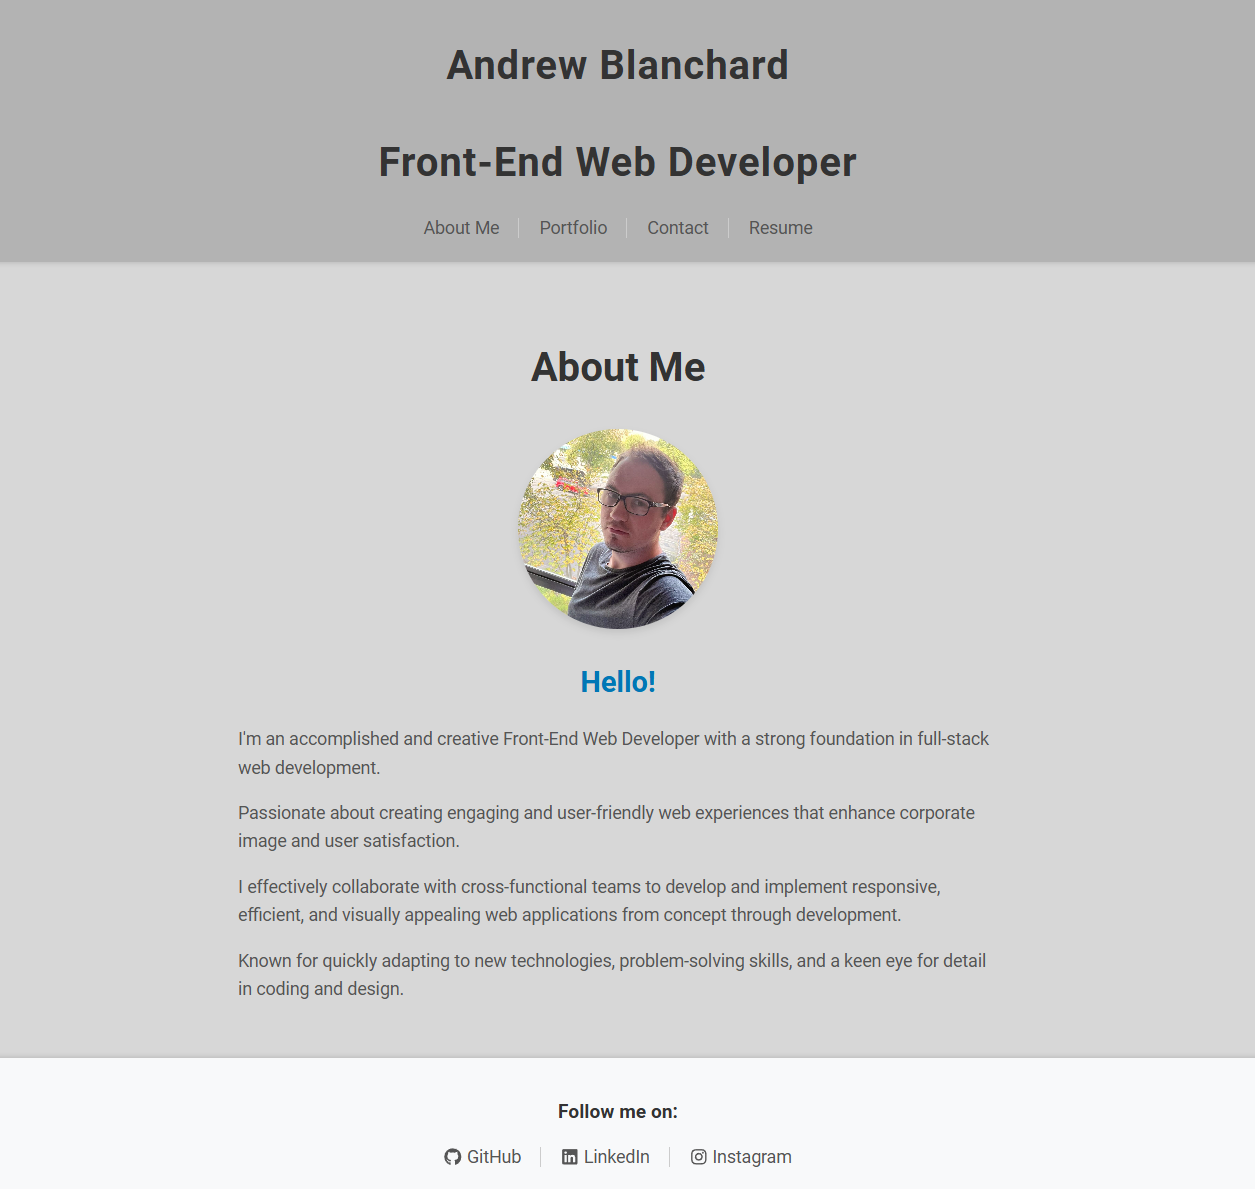 Andrew Blanchard
Front-End Web Developer
About Me
Portfolio
Contact
Resume
About Me
Hello!
I'm an accomplished and creative Front-End Web Developer with a strong foundation in full-stack
web development.
Passionate about creating engaging and user-friendly web experiences that enhance corporate
image and user satisfaction.
I effectively collaborate with cross-functional teams to develop and implement responsive,
efficient, and visually appealing web applications from concept through development.
Known for quickly adapting to new technologies, problem-solving skills, and a keen eye for detail
in coding and design.
Follow me on:
GitHub
LinkedIn
Instagram